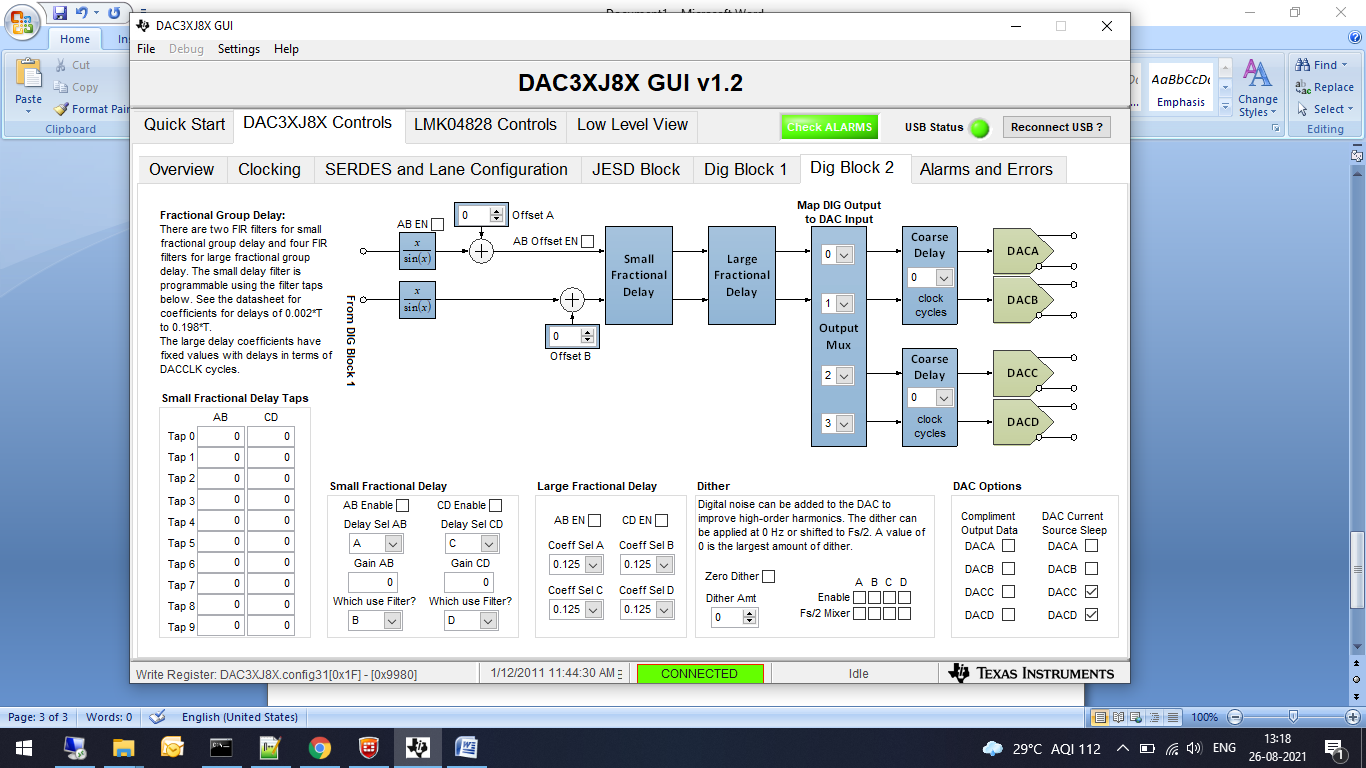 Document1 - Microsoft Word
Home
In
Cut
Copy
Format Pain
Paste
Clipboard
DAC3XJ8X GUI
File Debug Settings Help
DAC3XJ8X GUI v1.2
Quick Start DAC3XJ8X Controls LMK04828 Controls Low Level View
Check ALARMS USB Status Reconnect USB ?
Overview Clocking SERDES and Lane Configuration JESD Block Dig Block 1 Dig Block 2 Alarms and Errors
Fractional Group Delay:
There are two FIR filters for small
fractional group delay and four FIR
filters for large fractional group
delay. The small delay filter is
programmable using the filter taps
below. See the datasheet for
coefficients for delays of 0.002*T
to 0.198*T.
The large delay coefficients have
fixed values with delays in terms of
DACCLK cycles.
From DIG Block 1
AB EN
0 Offset A
AB Offset EN
x
sin(x)
x
sin(x)
0
Offset B
Small
Fractional
Delay
Large
Fractional
Delay
Map DIG Output
to DAC Input
0
1
Output
Mux
2
3
Coarse
Delay
0
clock
cycles
Coarse
Delay
0
clock
cycles
DACA
DACB
DACC
DACD
Small Fractional Delay Taps
AB CD
Tap 0 0 0
Tap 1 0 0
Tap 2 0 0
Tap 3 0 0
Tap 4 0 0
Tap 5 0 0
Tap 6 0 0
Tap 7 0 0
Tap 8 0 0
Tap 9 0 0
Small Fractional Delay
AB Enable CD Enable
Delay Sel AB Delay Sel CD
A C
Gain AB Gain CD
0 0
Which use Filter? Which use Filter?
B D
Large Fractional Delay
AB EN CD EN
Coeff Sel A Coeff Sel B
0.125 0.125
Coeff Sel C Coeff Sel D
0.125 0.125
Dither
Digital noise can be added to the DAC to
improve high-order harmonics. The dither can
be applied at 0 Hz or shifted to Fs/2. A value of
0 is the largest amount of dither.
Zero Dither
Dither Amt
0
A B C D
Enable
Fs/2 Mixer
DAC Options
Compliment DAC Current
Output Data Source Sleep
DACA DACA
DACB DACB
DACC DACC
DACD DACD
Write Register: DAC3XJ8X.config31[0x1F] - [0x9980]
1/12/2011 11:44:30 AM
CONNECTED
Idle
TEXAS INSTRUMENTS
AaBbCcDc
Emphasis
Change
Styles
Find
Replace
Select
Editing
Page: 3 of 3 Words: 0 English (United States) 100%
29°C AQI 112 ENG
13:18
26-08-2021
1